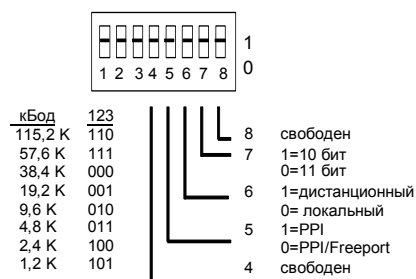 1
0
1 2 3 4 5 6 7 8
кБод 123
115,2 K 110
57,6 K 111
38,4 K 000
19,2 K 001
9,6 K 010
4,8 K 011
2,4 K 100
1,2 K 101
8 свободен
7 1=10 бит
0=11 бит
6 1=дистанционный
0= локальный
5 1=PPI
0=PPI/Freeport
4 свободен